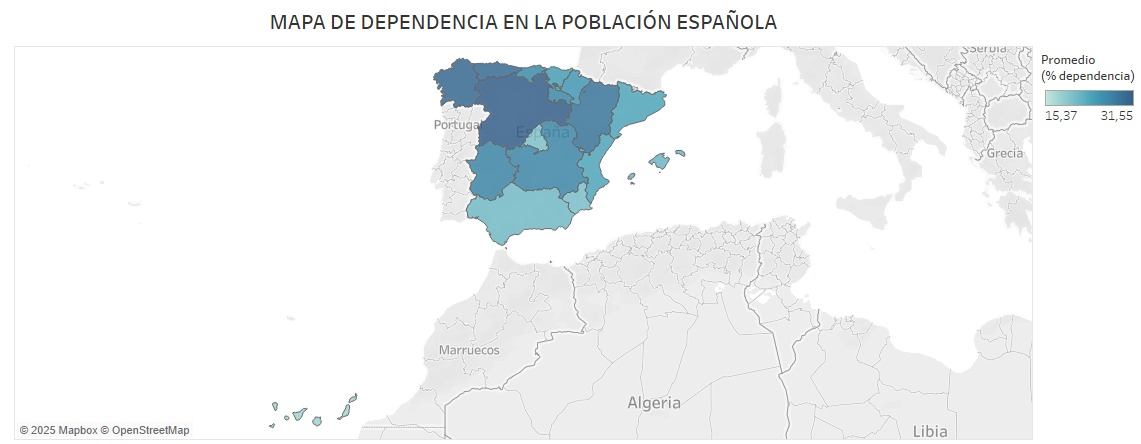 MAPA DE DEPENDENCIA EN LA POBLACIÓN ESPAÑOLA
Serbia
Promedio
(% dependencia)
15,37 31,55
Portugal
España
Grecia
Marruecos
Argelia
Libia
© 2025 Mapbox © OpenStreetMap